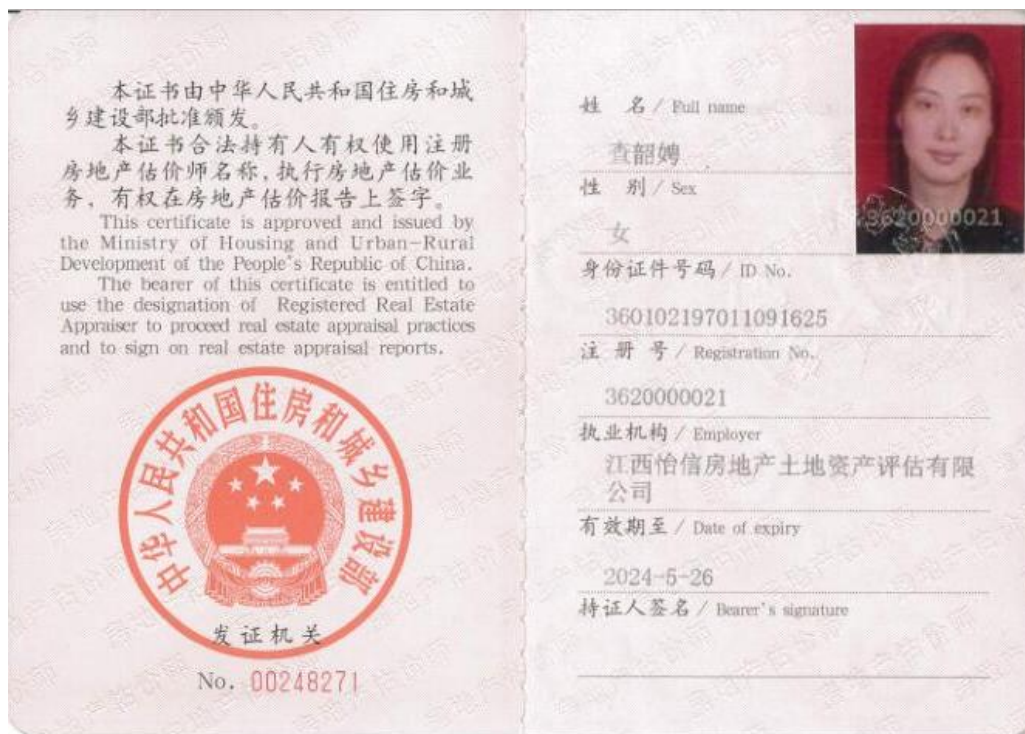 本证书由中华人民共和国住房和城
乡建设部批准颁发。
本证书合法持有人有权使用注册
房地产估价师名称，执行房地产估价业
务，有权在房地产估价报告上签字。
This certificate is approved and issued by
the Ministry of Housing and Urban-Rural
Development of the People's Republic of China.
The bearer of this certificate is entitled to
use the designation of Registered Real Estate
Appraiser to proceed real estate appraisal practices
and to sign on real estate appraisal reports.
中华人民共和国住房和城乡建设部
发证机关
No. 00248271
姓 名 / Full name
查韶娉
3620000021
性 别 / Sex
女
身份证件号码 / ID No.
360102197011091625
注 册 号 / Registration No.
3620000021
执业机构 / Employer
江西怡信房地产土地资产评估有限
公司
有效期至 / Date of expiry
2024-5-26
持证人签名 / Bearer's signature